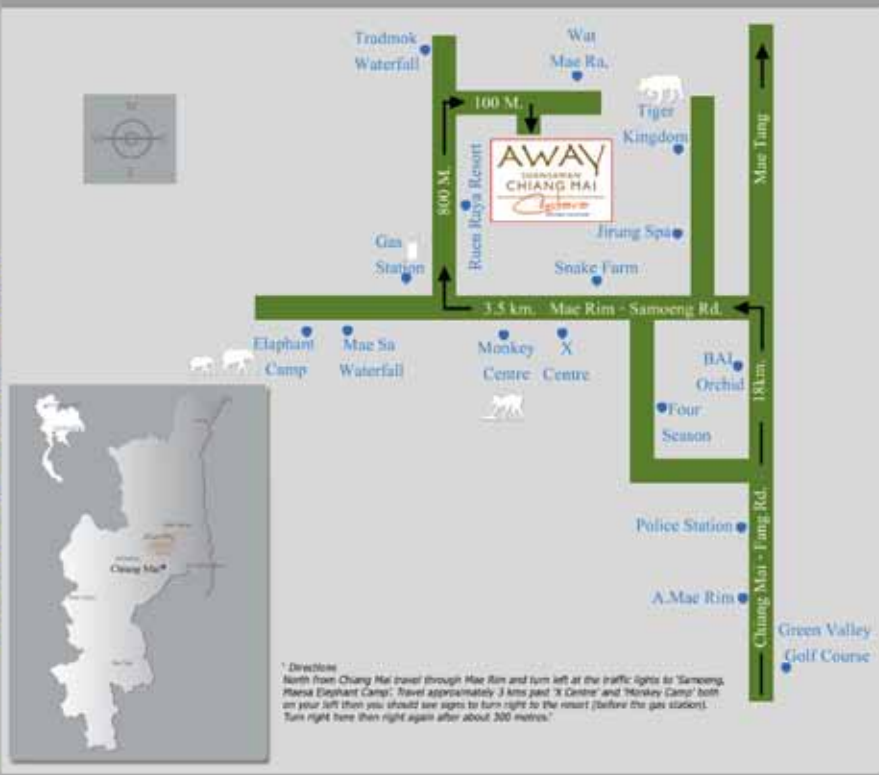 Tradmok
Waterfall
Wat
Mae Ra,
100 M.
Tiger
Kingdom
Mae Tang
AWAY
SUANSAWAN
CHIANG MAI
800 M.
Ruen Raya Resort
Jirung Spa
Gas
Station
Snake Farm
3.5 km. Mae Rim - Samoeng Rd.
Elaphant
Camp
Mae Sa
Waterfall
Monkey
Centre
X
Centre
BAI
Orchid
18km.
Four
Season
Police Station
A.Mae Rim
Chiang Mai - Fang Rd.
Green Valley
Golf Course
Chiang Mai
" Directions
North from Chiang Mai travel through Mae Rim and turn left at the traffic lights to 'Samoeng,
Maesa Elephant Camp'. Travel approximately 3 kms past 'X Centre' and 'Monkey Camp' both
on your left then you should see signs to turn right to the resort (before the gas station).
Turn right here then right again after about 500 metres."